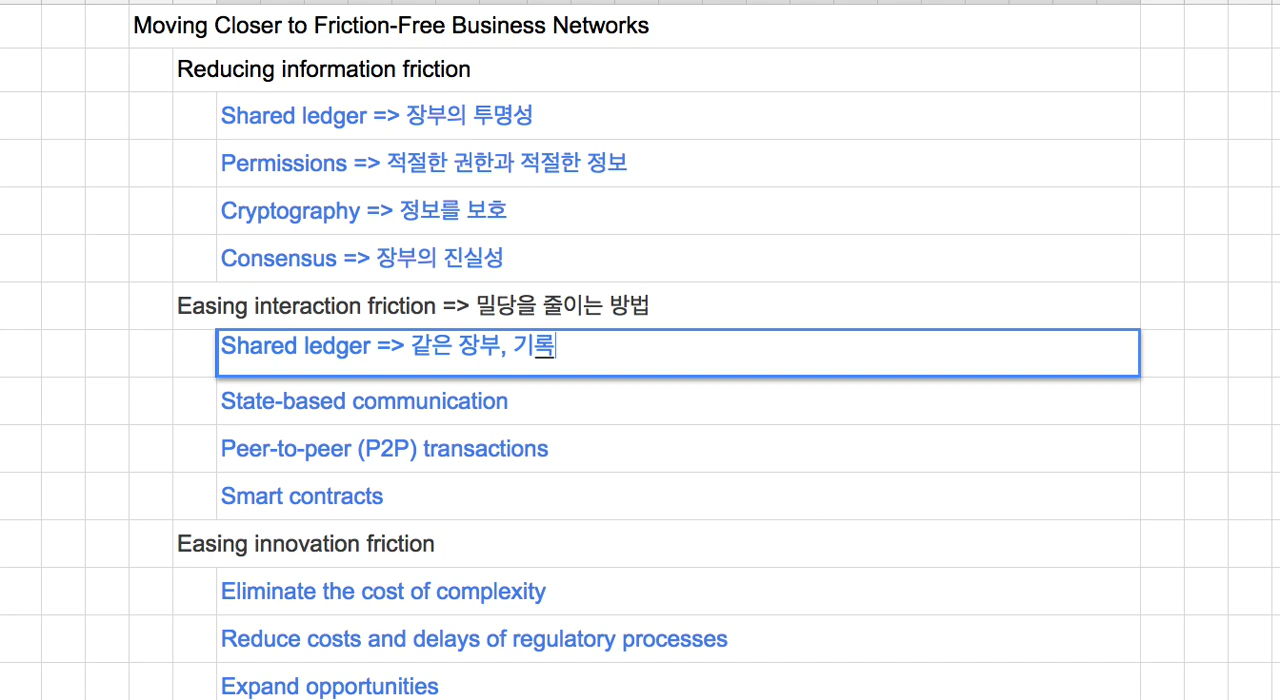 Moving Closer to Friction-Free Business Networks
Reducing information friction
Shared ledger => 장부의 투명성
Permissions => 적절한 권한과 적절한 정보
Cryptography => 정보를 보호
Consensus => 장부의 진실성
Easing interaction friction => 밀당을 줄이는 방법
Shared ledger => 같은 장부, 기록
State-based communication
Peer-to-peer (P2P) transactions
Smart contracts
Easing innovation friction
Eliminate the cost of complexity
Reduce costs and delays of regulatory processes
Expand opportunities